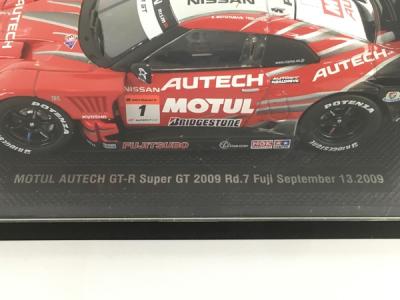 NISSAN
AUTECH
NISSAN
AUTECH
MOTUL
1
BRIDGESTONE
POTENZA
POTENZA
FUJITSUBO
NGK
MOTUL AUTECH GT-R Super GT 2009 Rd.7 Fuji September 13.2009